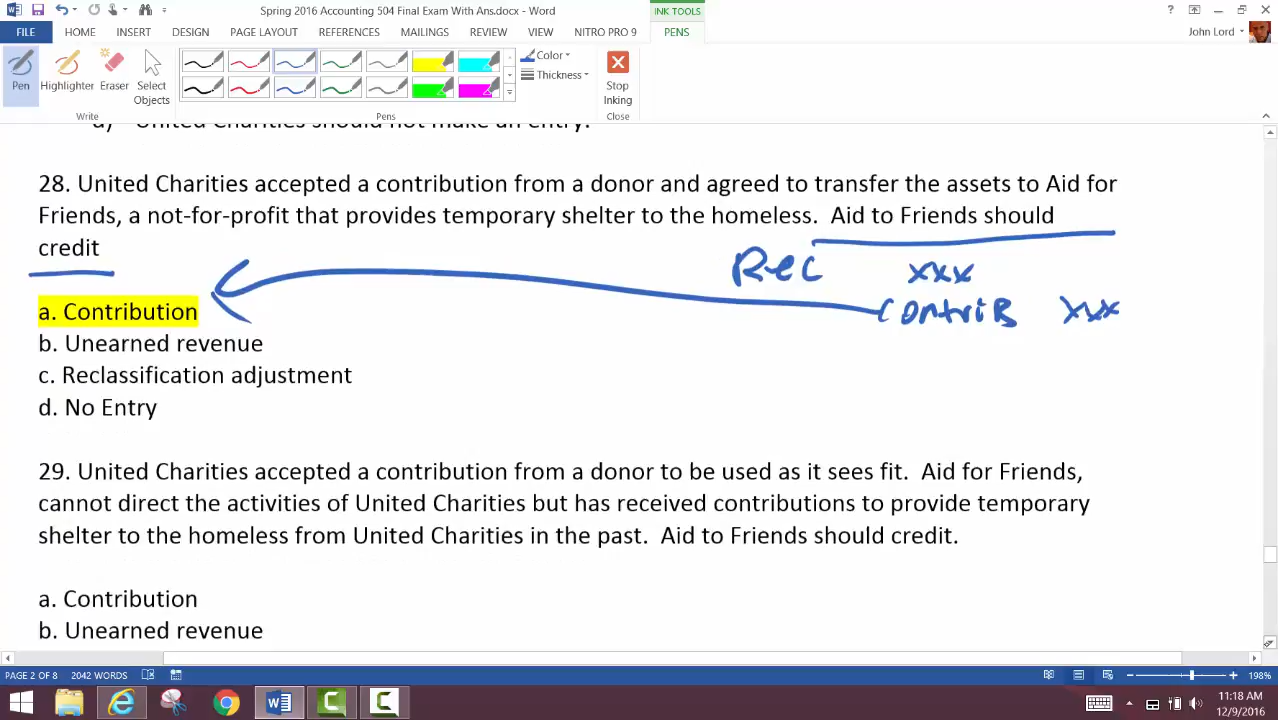 Spring 2016 Accounting 504 Final Exam With Ans.docx - Word
INK TOOLS
FILE HOME INSERT DESIGN PAGE LAYOUT REFERENCES MAILINGS REVIEW VIEW NITRO PRO 9 PENS
John Lord
Pen Highlighter Eraser Select Objects
Color
Thickness
Stop Inking
Write Pens Close
United Charities should not make an entry.
28. United Charities accepted a contribution from a donor and agreed to transfer the assets to Aid for
Friends, a not-for-profit that provides temporary shelter to the homeless. Aid to Friends should
credit
Rec xxx
a. Contribution
Contrib xxx
b. Unearned revenue
c. Reclassification adjustment
d. No Entry
29. United Charities accepted a contribution from a donor to be used as it sees fit. Aid for Friends,
cannot direct the activities of United Charities but has received contributions to provide temporary
shelter to the homeless from United Charities in the past. Aid to Friends should credit.
a. Contribution
b. Unearned revenue
PAGE 2 OF 8 2042 WORDS 198%
11:18 AM
12/9/2016